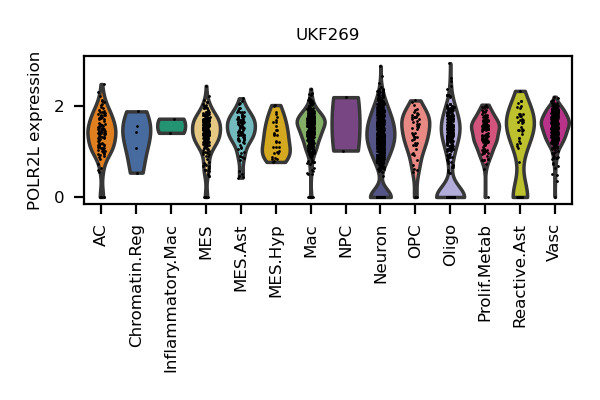 UKF269
POLR2L expression
2
0
AC
Chromatin.Reg
Inflammatory.Mac
MES
MES.Ast
MES.Hyp
Mac
NPC
Neuron
OPC
Oligo
Prolif.Metab
Reactive.Ast
Vasc